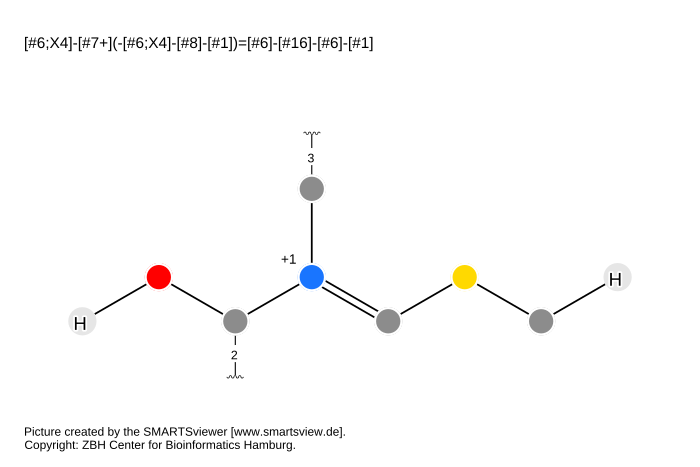 [#6;X4]-[#7+](-[#6;X4]-[#8]-[#1])=[#6]-[#16]-[#6]-[#1]
3
+1
H
H
2
Picture created by the SMARTSviewer [www.smartsview.de].
Copyright: ZBH Center for Bioinformatics Hamburg.